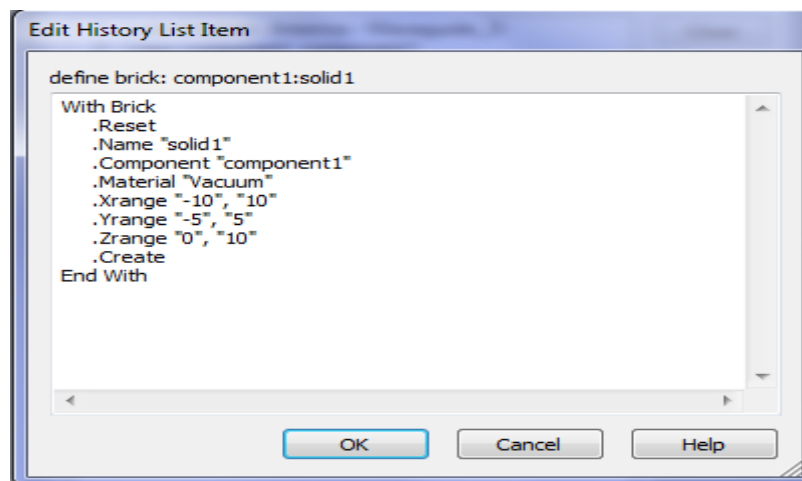 Edit History List Item
define brick: component1:solid1
With Brick
.Reset
.Name "solid1"
.Component "component1"
.Material "Vacuum"
.Xrange "-10", "10"
.Yrange "-5", "5"
.Zrange "0", "10"
.Create
End With
OK Cancel Help